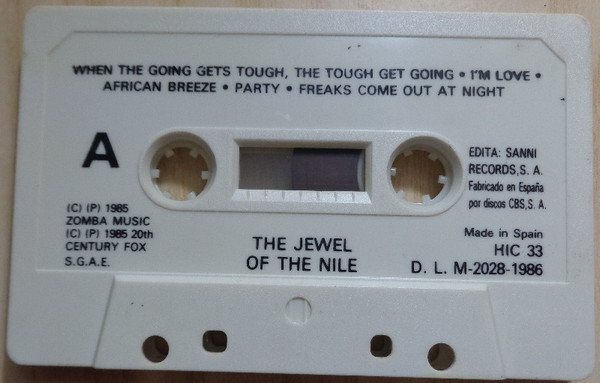 WHEN THE GOING GETS TOUGH, THE TOUGH GET GOING • I'M LOVE •
AFRICAN BREEZE • PARTY • FREAKS COME OUT AT NIGHT
A
EDITA: SANNI
RECORDS, S. A.
Fabricado en España
por discos CBS, S. A.
(C) (P) 1985
ZOMBA MUSIC
(C) (P) 1985 20th
CENTURY FOX
S.G.A.E.
THE JEWEL
OF THE NILE
Made in Spain
HIC 33
D. L. M-2028-1986